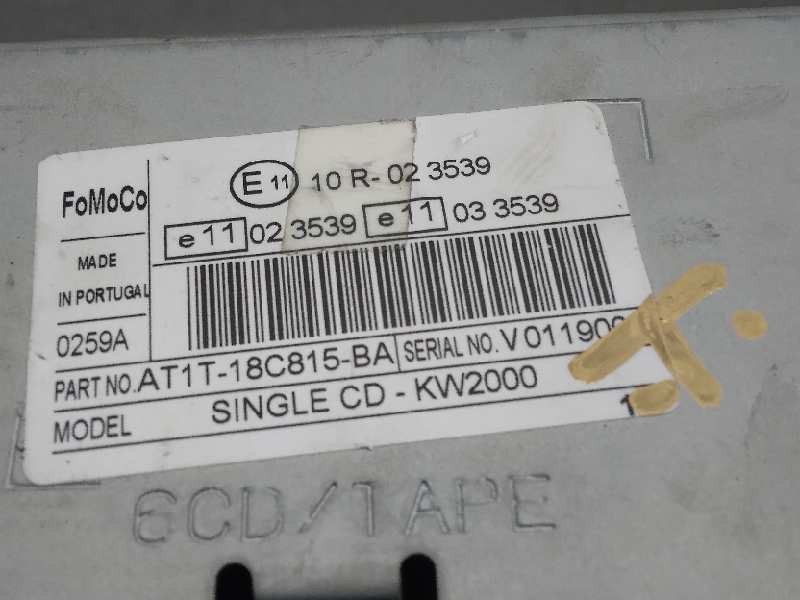 FoMoCo
MADE
IN PORTUGAL
0259A
E 11 10 R - 02 3539
e 11 02 3539 e 11 03 3539
PART NO. AT1T-18C815-BA SERIAL NO. V 01190
MODEL SINGLE CD - KW2000
6CD/TAPE